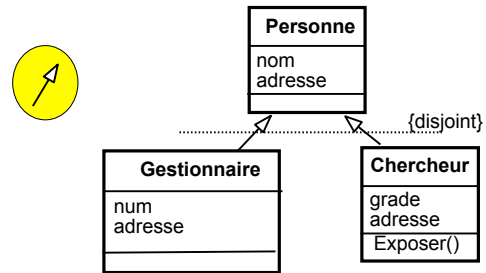 Personne
nom
adresse
{disjoint}
Gestionnaire
num
adresse
Chercheur
grade
adresse
Exposer()